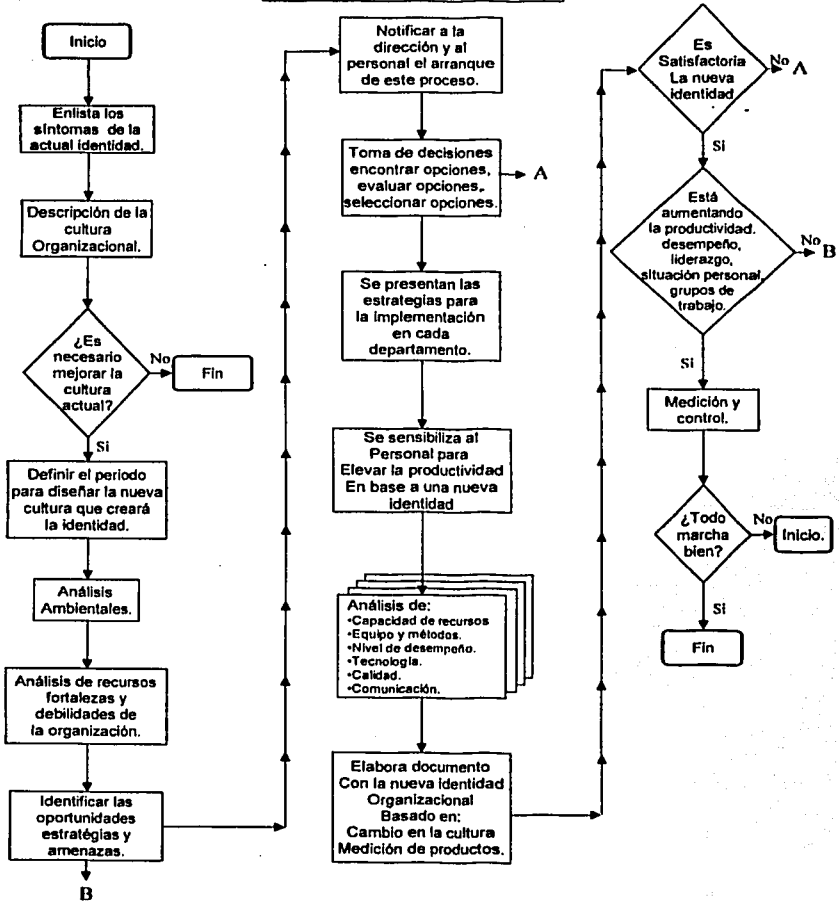 Inicio
Enlista los
síntomas de la
actual identidad.
Descripción de la
cultura
Organizacional.
¿Es
necesario
mejorar la
cultura
actual?
No
Fin
Si
Definir el periodo
para diseñar la nueva
cultura que creará
la identidad.
Análisis
Ambientales.
Análisis de recursos
fortalezas y
debilidades de
la organización.
Identificar las
oportunidades
estratégias y
amenazas.
B
Notificar a la
dirección y al
personal el arranque
de este proceso.
Toma de decisiones
encontrar opciones,
evaluar opciones,
seleccionar opciones.
A
Se presentan las
estrategias para
la implementación
en cada
departamento.
Se sensibiliza al
Personal para
Elevar la productividad
En base a una nueva
identidad
Análisis de:
•Capacidad de recursos
•Equipo y métodos.
•Nivel de desempeño.
•Tecnología.
•Calidad.
•Comunicación.
Elabora documento
Con la nueva identidad
Organizacional
Basado en:
Cambio en la cultura
Medición de productos.
Es
Satisfactoria
La nueva
identidad
No
A
Si
Está
aumentando
la productividad.
desempeño,
liderazgo,
situación personal,
grupos de
trabajo.
No
B
Si
Medición y
control.
¿Todo
marcha
bien?
No
Inicio.
Si
Fin